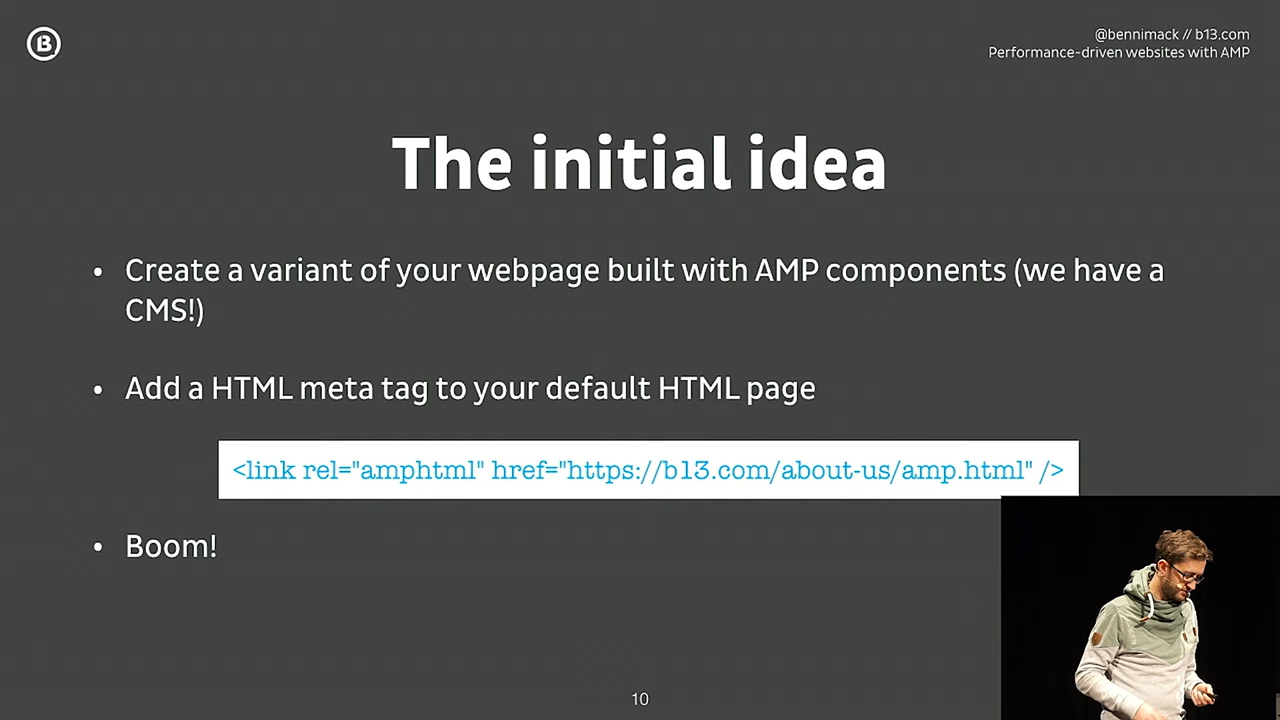 B
@bennimack // b13.com
Performance-driven websites with AMP
The initial idea
• Create a variant of your webpage built with AMP components (we have a
CMS!)
• Add a HTML meta tag to your default HTML page
<link rel="amphtml" href="https://b13.com/about-us/amp.html" />
• Boom!
10